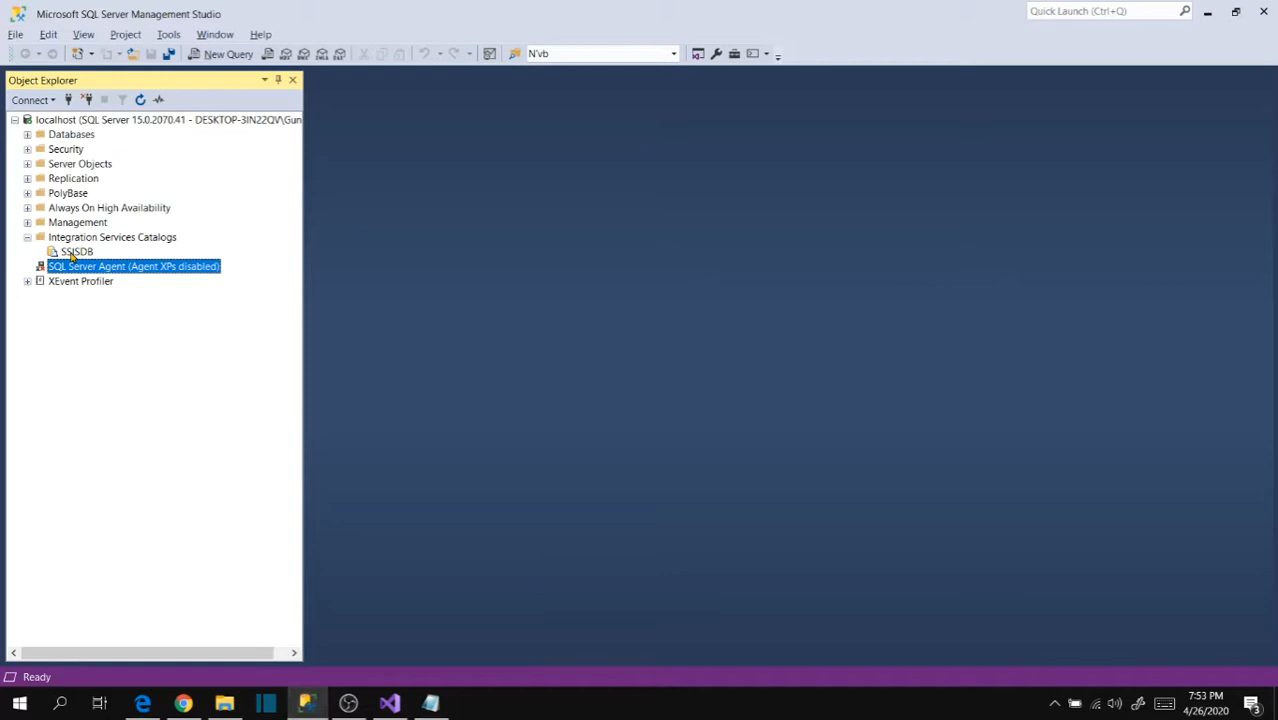 Microsoft SQL Server Management Studio
Quick Launch (Ctrl+Q)
File Edit View Project Tools Window Help
New Query
N'vb
Object Explorer
Connect
localhost (SQL Server 15.0.2070.41 - DESKTOP-3IN22QV\Gun
Databases
Security
Server Objects
Replication
PolyBase
Always On High Availability
Management
Integration Services Catalogs
SSISDB
SQL Server Agent (Agent XPs disabled)
XEvent Profiler
Ready
7:53 PM
4/26/2020
3